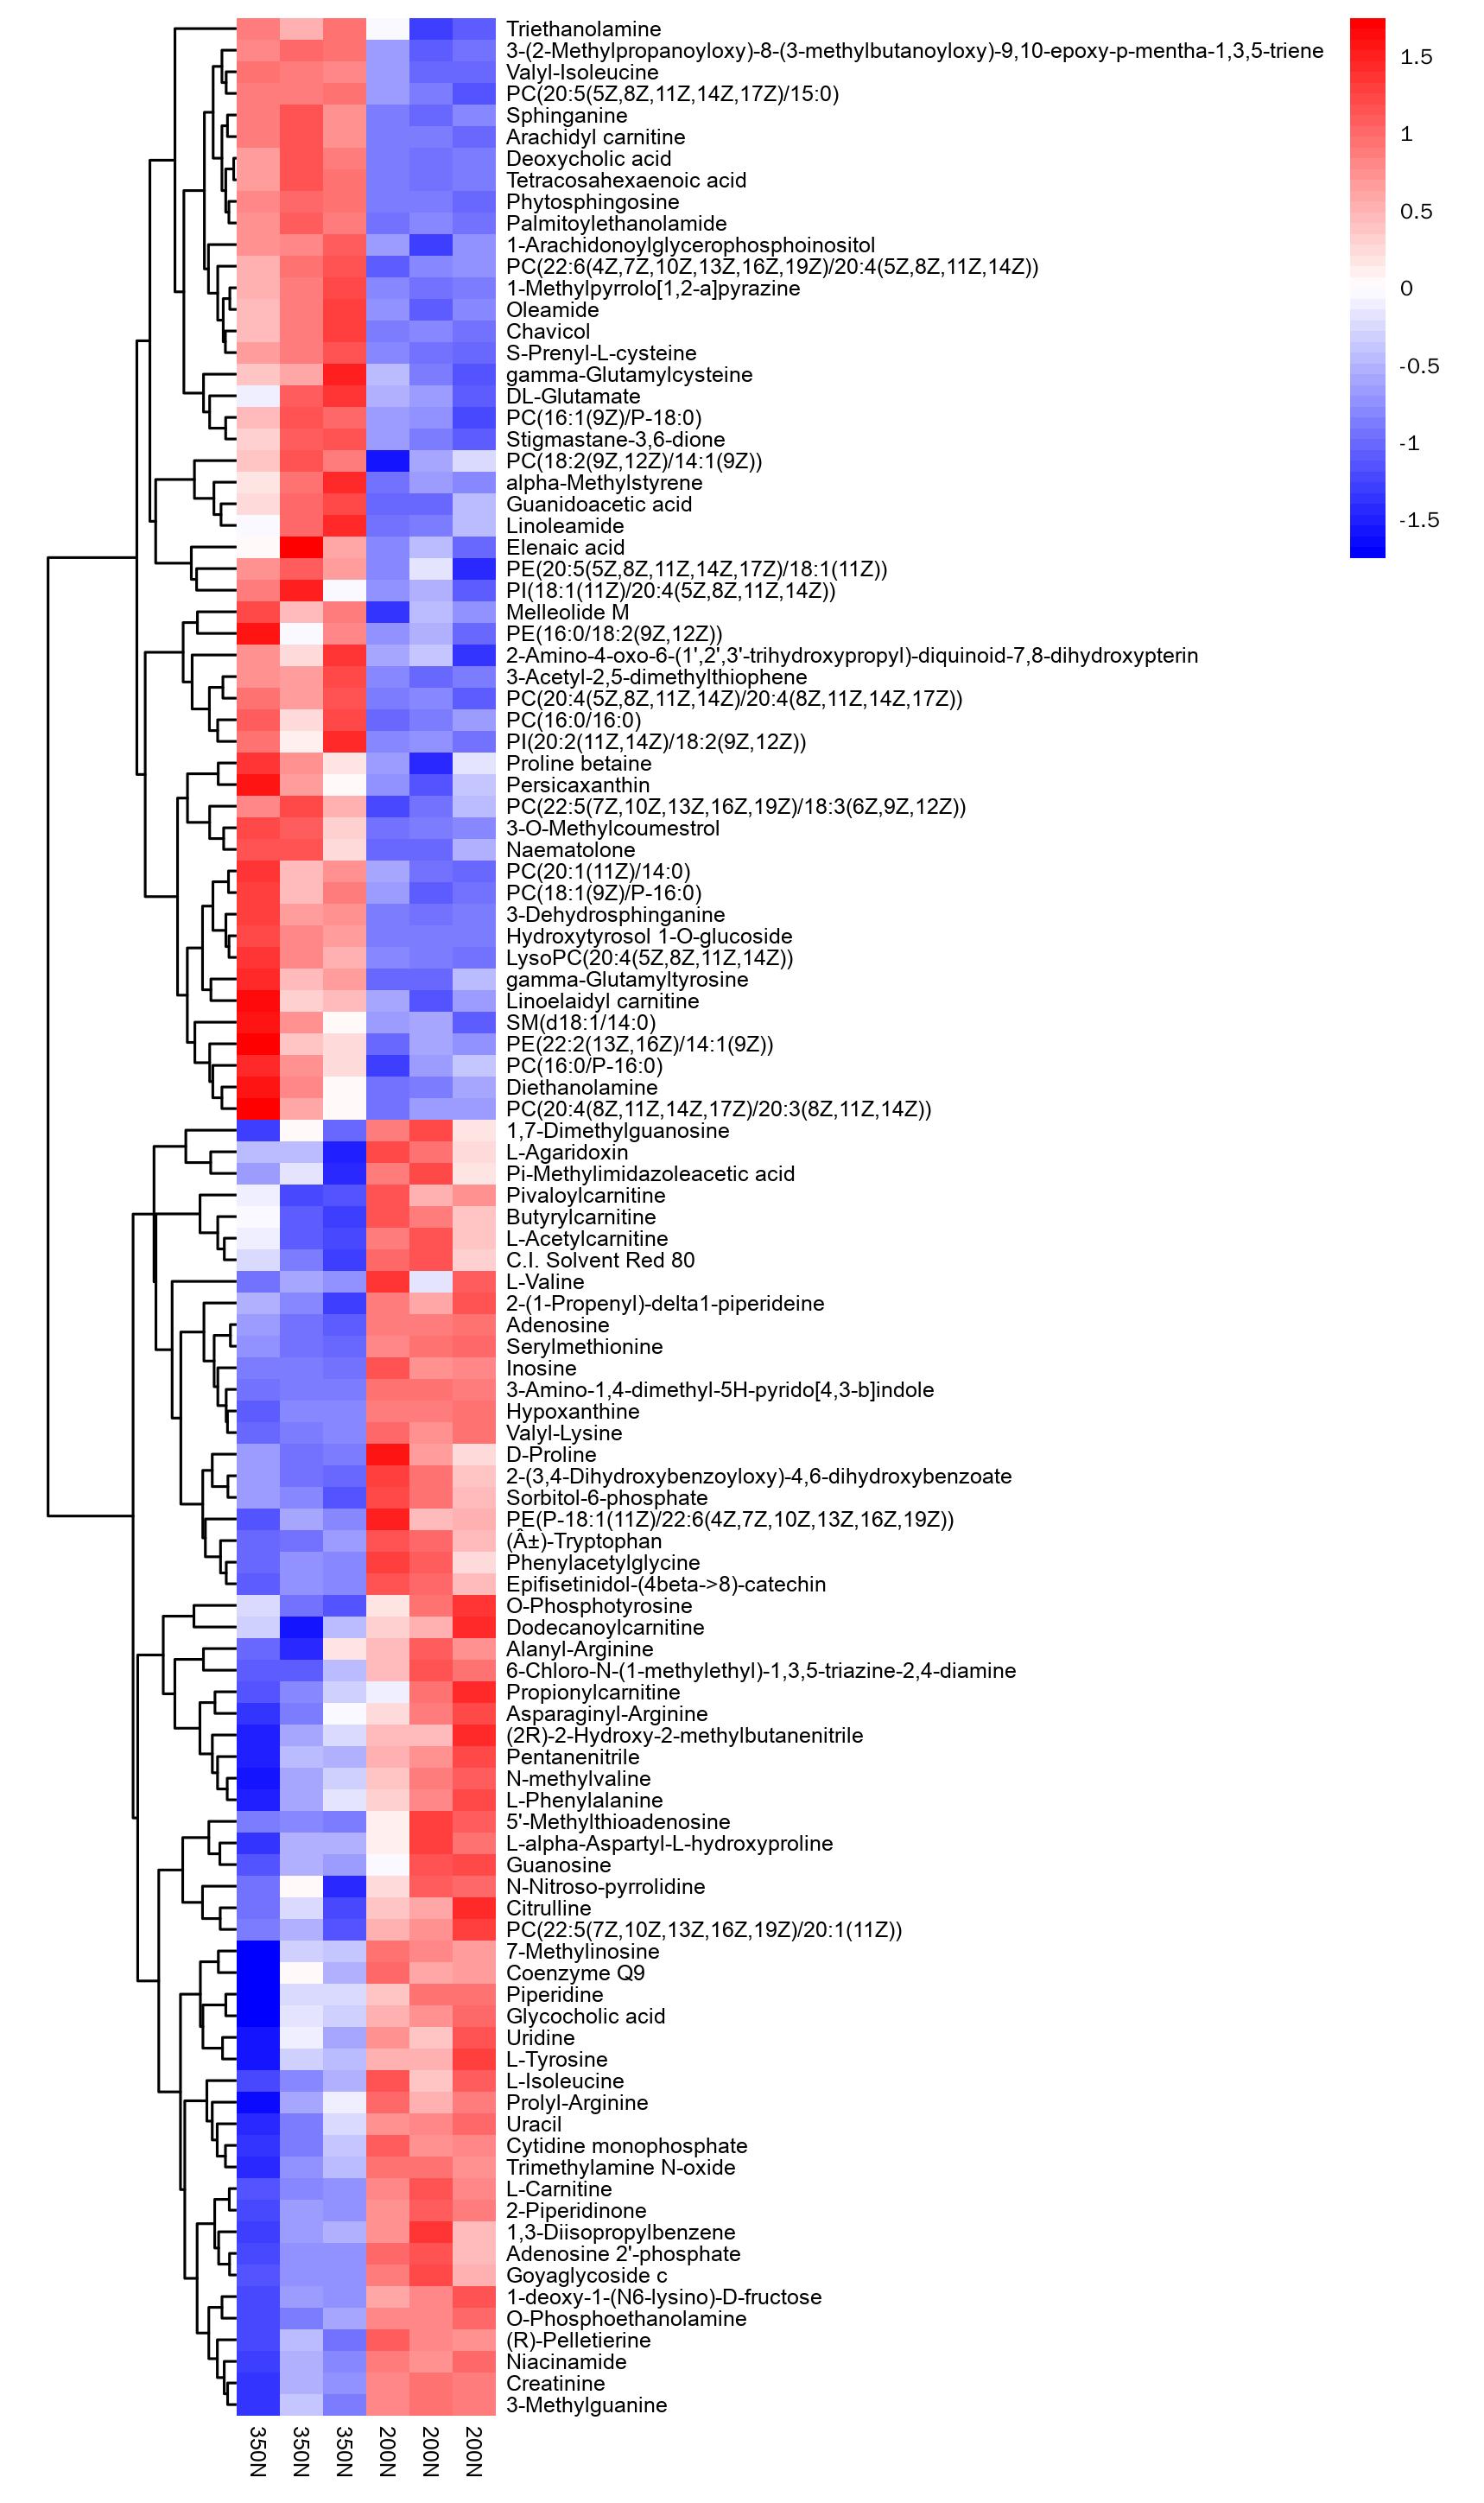 Triethanolamine
3-(2-Methylpropanoyloxy)-8-(3-methylbutanoyloxy)-9,10-epoxy-p-mentha-1,3,5-triene
Valyl-Isoleucine
PC(20:5(5Z,8Z,11Z,14Z,17Z)/15:0)
Sphinganine
Arachidyl carnitine
Deoxycholic acid
Tetracosahexaenoic acid
Phytosphingosine
Palmitoylethanolamide
1-Arachidonoylglycerophosphoinositol
PC(22:6(4Z,7Z,10Z,13Z,16Z,19Z)/20:4(5Z,8Z,11Z,14Z))
1-Methylpyrrolo[1,2-a]pyrazine
Oleamide
Chavicol
S-Prenyl-L-cysteine
gamma-Glutamylcysteine
DL-Glutamate
PC(16:1(9Z)/P-18:0)
Stigmastane-3,6-dione
PC(18:2(9Z,12Z)/14:1(9Z))
alpha-Methylstyrene
Guanidoacetic acid
Linoleamide
Elenaic acid
PE(20:5(5Z,8Z,11Z,14Z,17Z)/18:1(11Z))
PI(18:1(11Z)/20:4(5Z,8Z,11Z,14Z))
Melleolide M
PE(16:0/18:2(9Z,12Z))
2-Amino-4-oxo-6-(1',2',3'-trihydroxypropyl)-diquinoid-7,8-dihydroxypterin
3-Acetyl-2,5-dimethylthiophene
PC(20:4(5Z,8Z,11Z,14Z)/20:4(8Z,11Z,14Z,17Z))
PC(16:0/16:0)
PI(20:2(11Z,14Z)/18:2(9Z,12Z))
Proline betaine
Persicaxanthin
PC(22:5(7Z,10Z,13Z,16Z,19Z)/18:3(6Z,9Z,12Z))
3-O-Methylcoumestrol
Naematolone
PC(20:1(11Z)/14:0)
PC(18:1(9Z)/P-16:0)
3-Dehydrosphinganine
Hydroxytyrosol 1-O-glucoside
LysoPC(20:4(5Z,8Z,11Z,14Z))
gamma-Glutamyltyrosine
Linoelaidyl carnitine
SM(d18:1/14:0)
PE(22:2(13Z,16Z)/14:1(9Z))
PC(16:0/P-16:0)
Diethanolamine
PC(20:4(8Z,11Z,14Z,17Z)/20:3(8Z,11Z,14Z))
1,7-Dimethylguanosine
L-Agaridoxin
Pi-Methylimidazoleacetic acid
Pivaloylcarnitine
Butyrylcarnitine
L-Acetylcarnitine
C.I. Solvent Red 80
L-Valine
2-(1-Propenyl)-delta1-piperideine
Adenosine
Serylmethionine
Inosine
3-Amino-1,4-dimethyl-5H-pyrido[4,3-b]indole
Hypoxanthine
Valyl-Lysine
D-Proline
2-(3,4-Dihydroxybenzoyloxy)-4,6-dihydroxybenzoate
Sorbitol-6-phosphate
PE(P-18:1(11Z)/22:6(4Z,7Z,10Z,13Z,16Z,19Z))
(Â±)-Tryptophan
Phenylacetylglycine
Epifisetinidol-(4beta->8)-catechin
O-Phosphotyrosine
Dodecanoylcarnitine
Alanyl-Arginine
6-Chloro-N-(1-methylethyl)-1,3,5-triazine-2,4-diamine
Propionylcarnitine
Asparaginyl-Arginine
(2R)-2-Hydroxy-2-methylbutanenitrile
Pentanenitrile
N-methylvaline
L-Phenylalanine
5'-Methylthioadenosine
L-alpha-Aspartyl-L-hydroxyproline
Guanosine
N-Nitroso-pyrrolidine
Citrulline
PC(22:5(7Z,10Z,13Z,16Z,19Z)/20:1(11Z))
7-Methylinosine
Coenzyme Q9
Piperidine
Glycocholic acid
Uridine
L-Tyrosine
L-Isoleucine
Prolyl-Arginine
Uracil
Cytidine monophosphate
Trimethylamine N-oxide
L-Carnitine
2-Piperidinone
1,3-Diisopropylbenzene
Adenosine 2'-phosphate
Goyaglycoside c
1-deoxy-1-(N6-lysino)-D-fructose
O-Phosphoethanolamine
(R)-Pelletierine
Niacinamide
Creatinine
3-Methylguanine
350N
350N
350N
200N
200N
200N
1.5
1
0.5
0
-0.5
-1
-1.5